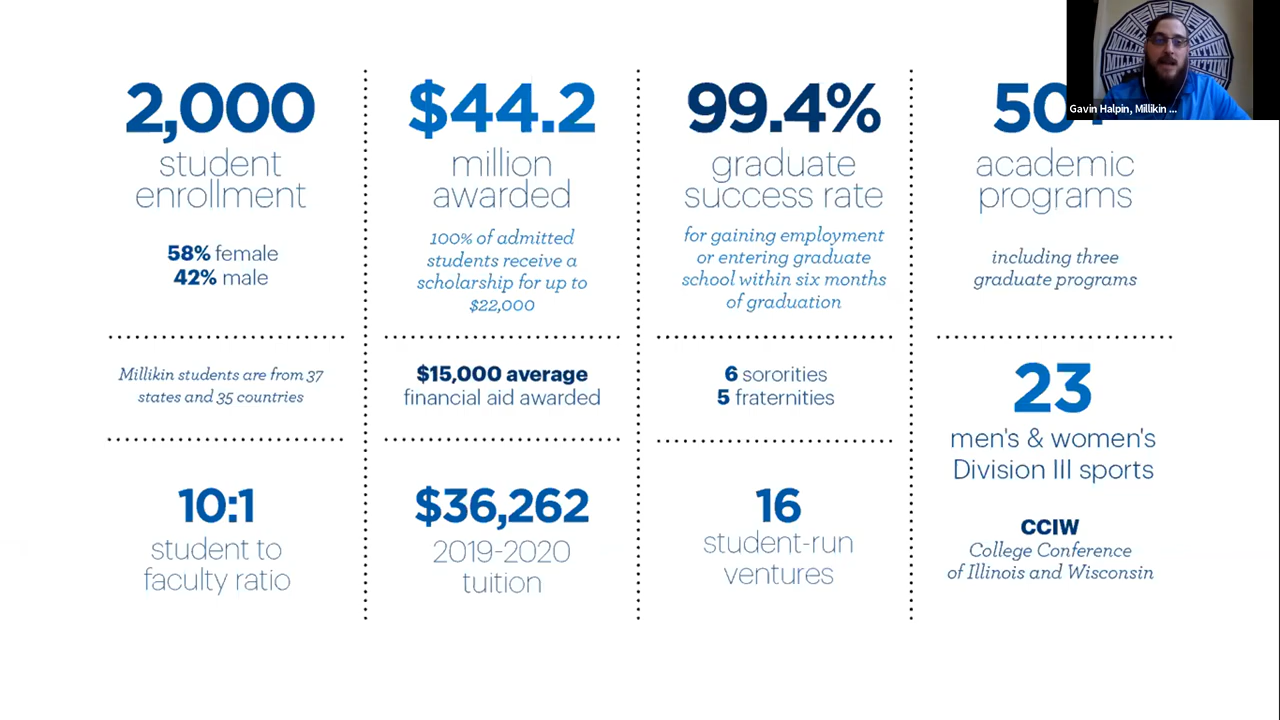 2,000
student
enrollment
58% female
42% male
Millikin students are from 37
states and 35 countries
10:1
student to
faculty ratio
$44.2
million
awarded
100% of admitted
students receive a
scholarship for up to
$22,000
$15,000 average
financial aid awarded
$36,262
2019-2020
tuition
99.4%
graduate
success rate
for gaining employment
or entering graduate
school within six months
of graduation
6 sororities
5 fraternities
16
student-run
ventures
50+
academic
programs
including three
graduate programs
23
men's & women's
Division III sports
CCIW
College Conference
of Illinois and Wisconsin
MILLIKIN
Gavin Halpin, Millikin ...